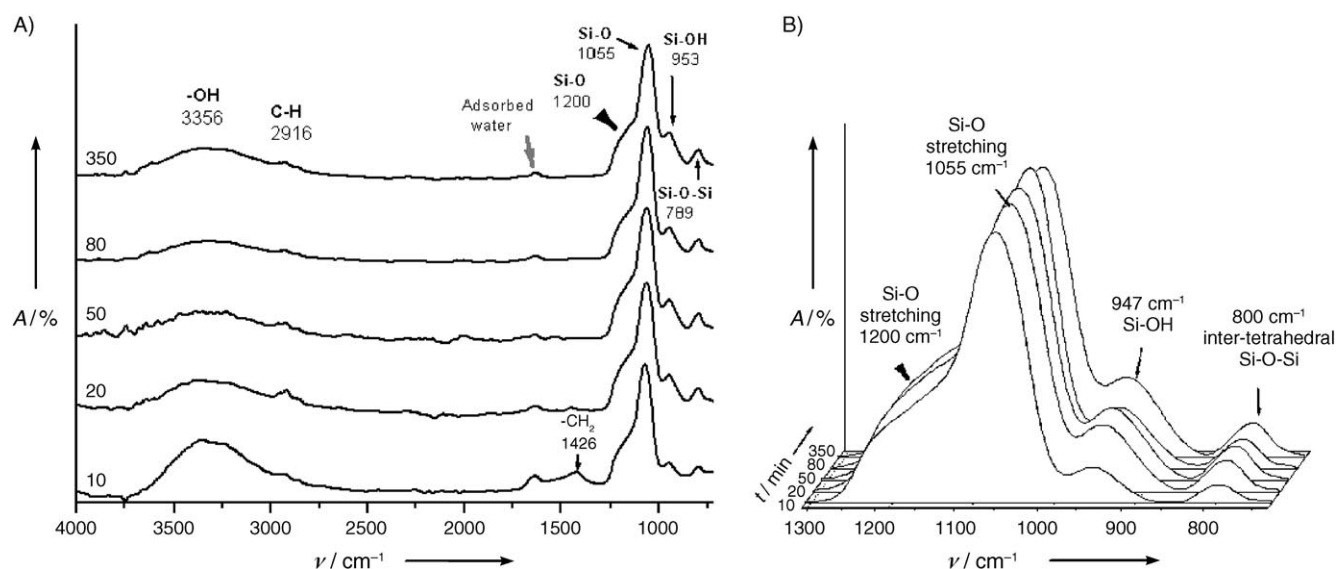 A)
Si-O
1055
Si-OH
953
Si-O
1200
-OH
3356
C-H
2916
Adsorbed
water
350
Si-O-Si
789
80
A / %
50
20
-CH₂
1426
10
4000
3500
3000
2500
2000
1500
1000
ν / cm⁻¹
B)
Si-O
stretching
1055 cm⁻¹
Si-O
stretching
1200 cm⁻¹
A / %
947 cm⁻¹
Si-OH
800 cm⁻¹
inter-tetrahedral
Si-O-Si
t / min
350
80
50
20
10
1300
1200
1100
1000
900
800
ν / cm⁻¹